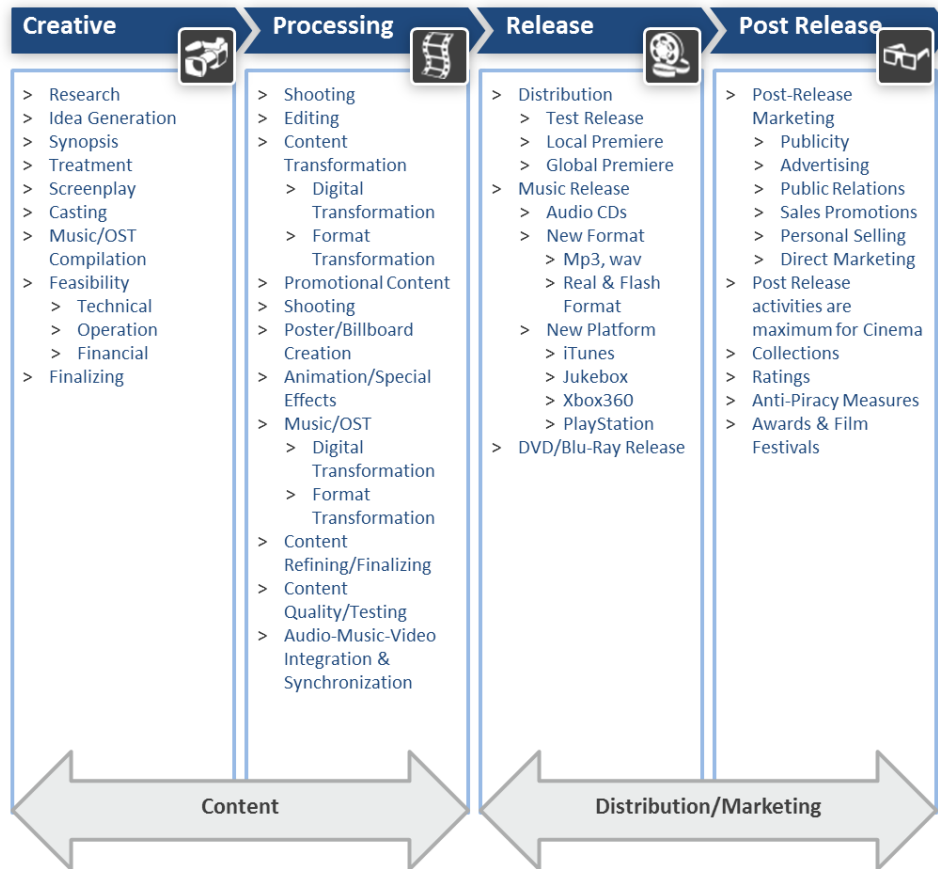 Creative
Processing
Release
Post Release
> Research
> Idea Generation
> Synopsis
> Treatment
> Screenplay
> Casting
> Music/OST
Compilation
> Feasibility
> Technical
> Operation
> Financial
> Finalizing
> Shooting
> Editing
> Content
Transformation
> Digital
Transformation
> Format
Transformation
> Promotional Content
> Shooting
> Poster/Billboard
Creation
> Animation/Special
Effects
> Music/OST
> Digital
Transformation
> Format
Transformation
> Content
Refining/Finalizing
> Content
Quality/Testing
> Audio-Music-Video
Integration &
Synchronization
> Distribution
> Test Release
> Local Premiere
> Global Premiere
> Music Release
> Audio CDs
> New Format
> Mp3, wav
> Real & Flash
Format
> New Platform
> iTunes
> Jukebox
> Xbox360
> PlayStation
> DVD/Blu-Ray Release
> Post-Release
Marketing
> Publicity
> Advertising
> Public Relations
> Sales Promotions
> Personal Selling
> Direct Marketing
> Post Release
activities are
maximum for Cinema
> Collections
> Ratings
> Anti-Piracy Measures
> Awards & Film
Festivals
Content
Distribution/Marketing